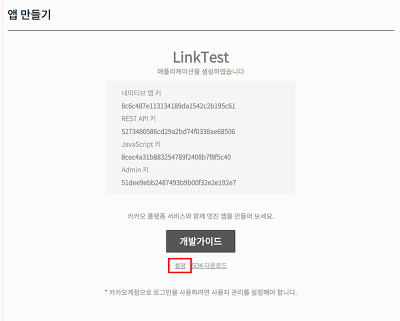 앱 만들기
LinkTest
애플리케이션을 생성하였습니다
네이티브 앱 키
8c6c487e113134189da1542c2b195c61
REST API 키
5273480586cd29a2bd74f0338ae68506
JavaScript 키
8cec4a31b883254789f2408b7f8f5c40
Admin 키
51dee9ebb2487493b9b00f32e2e192e7
카카오 플랫폼 서비스와 함께 멋진 앱을 만들어 보세요.
개발가이드
설정 SDK 다운로드
* 카카오계정으로 로그인을 사용하려면 사용자 관리를 설정해야 합니다.